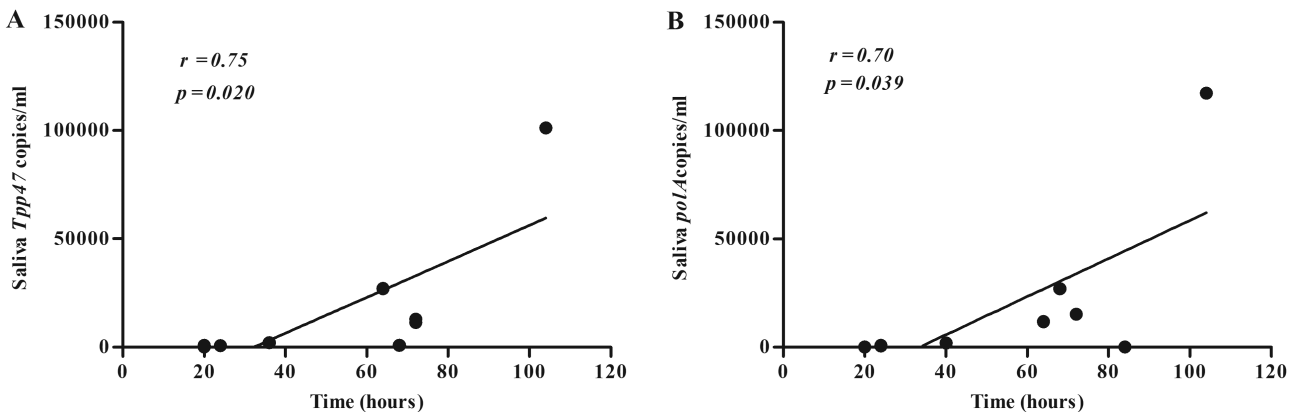 A
150000
r =0.75
p=0.020
100000
50000
0
0 20 40 60 80 100 120
Time (hours)
Saliva Tpp47 copies/ml
B
150000
r =0.70
p=0.039
100000
50000
0
0 20 40 60 80 100 120
Time (hours)
Saliva polAcopies/ml